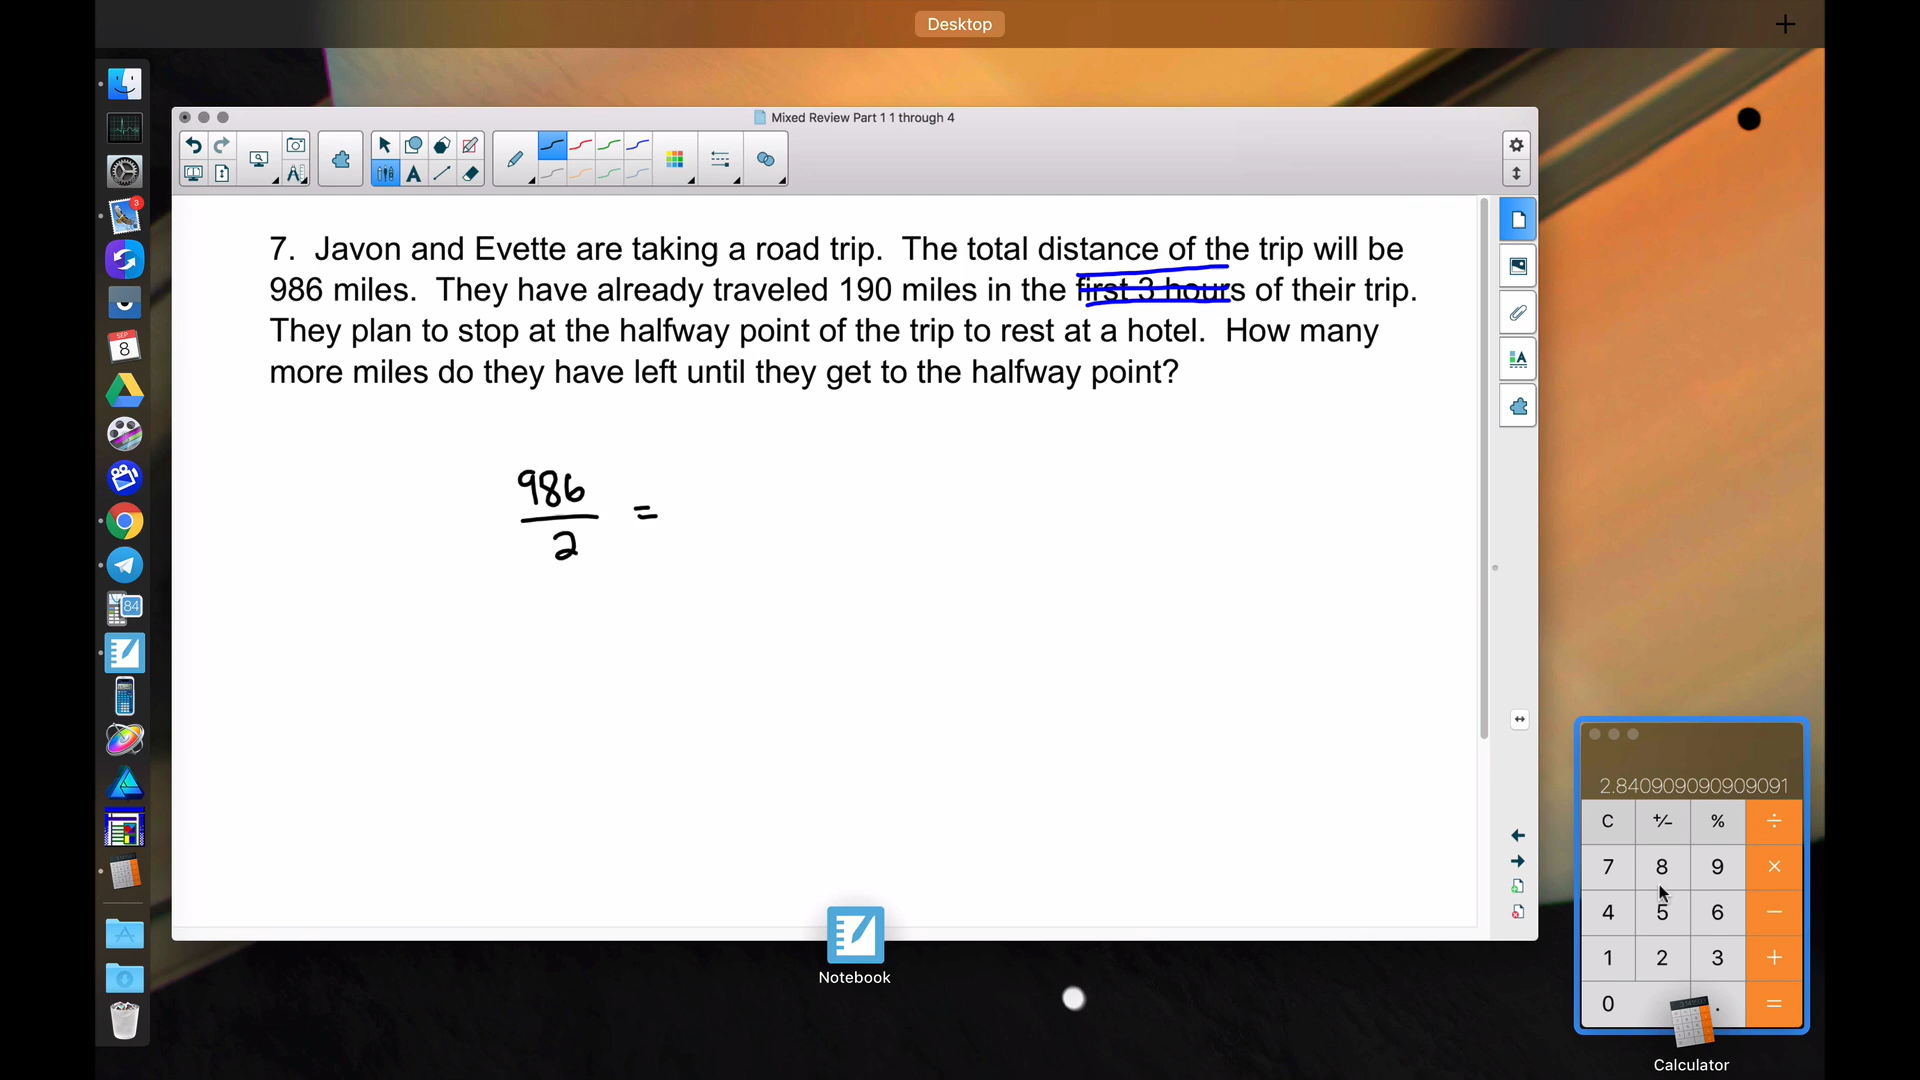 Desktop
Mixed Review Part 1 1 through 4
7. Javon and Evette are taking a road trip. The total distance of the trip will be
986 miles. They have already traveled 190 miles in the first 3 hours of their trip.
They plan to stop at the halfway point of the trip to rest at a hotel. How many
more miles do they have left until they get to the halfway point?
986
=
2
3
SEP
8
84
A
A
2.840909090909091
C +/− % ÷
7 8 9 ×
4 5 6 −
1 2 3 +
0 . =
Notebook
Calculator